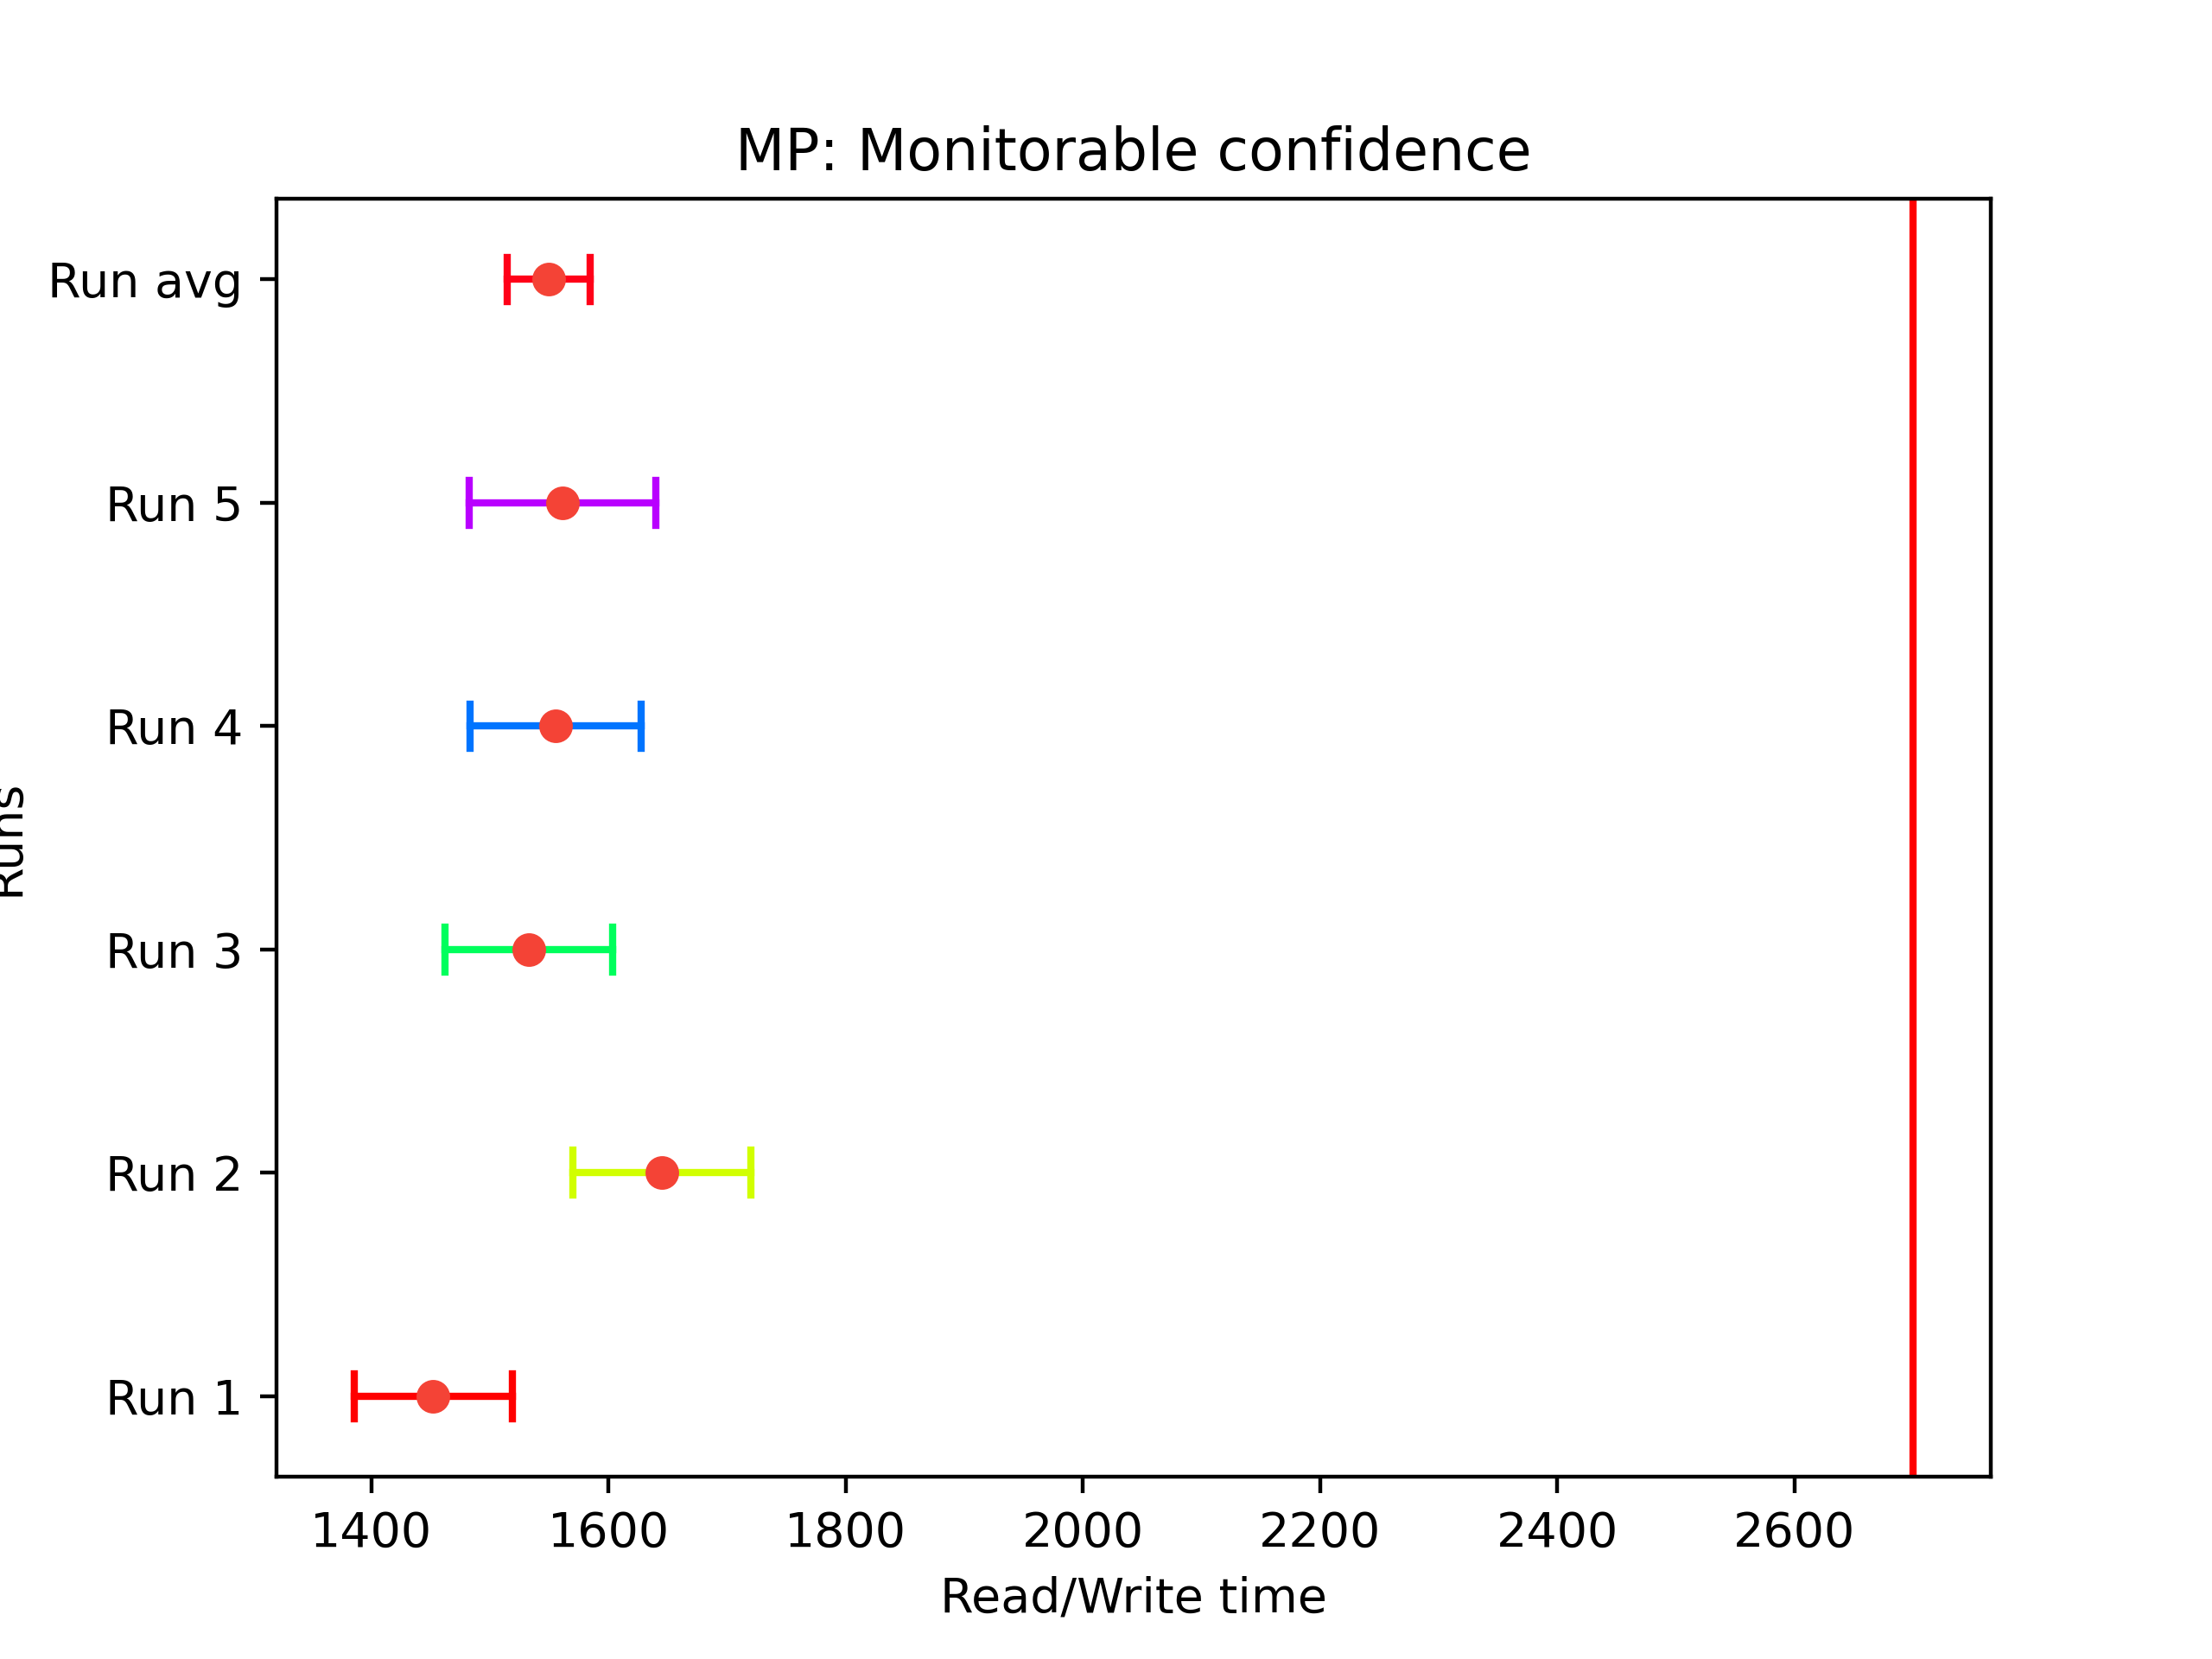 MP: Monitorable confidence
Run avg
Run 5
Run 4
Run 3
Run 2
Run 1
Runs
1400 1600 1800 2000 2200 2400 2600
Read/Write time